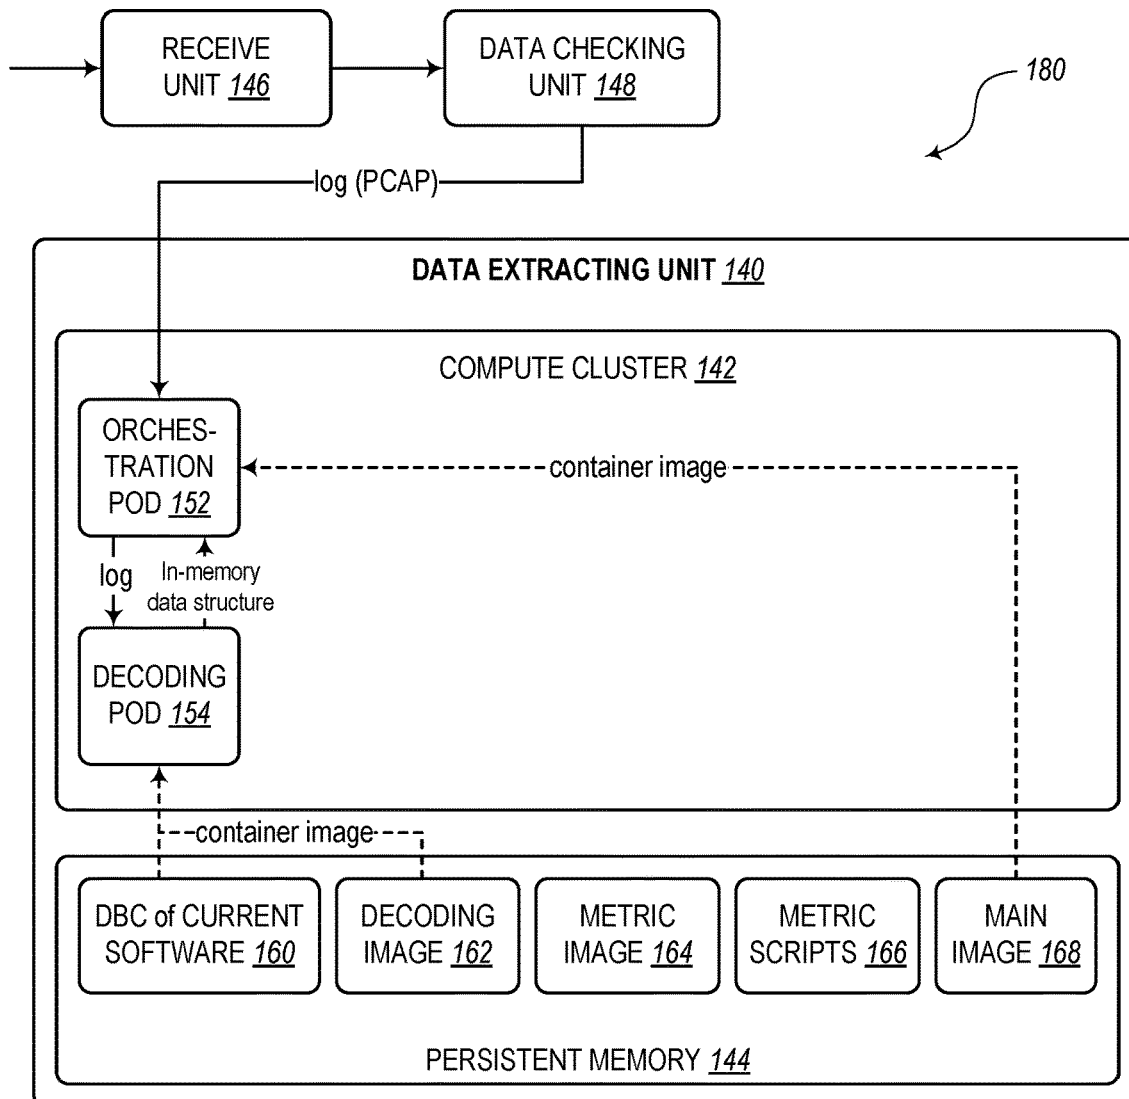 RECEIVE
UNIT 146
DATA CHECKING
UNIT 148
180
log (PCAP)
DATA EXTRACTING UNIT 140
COMPUTE CLUSTER 142
ORCHES-
TRATION
POD 152
container image
log
In-memory
data structure
DECODING
POD 154
container image
DBC of CURRENT
SOFTWARE 160
DECODING
IMAGE 162
METRIC
IMAGE 164
METRIC
SCRIPTS 166
MAIN
IMAGE 168
PERSISTENT MEMORY 144